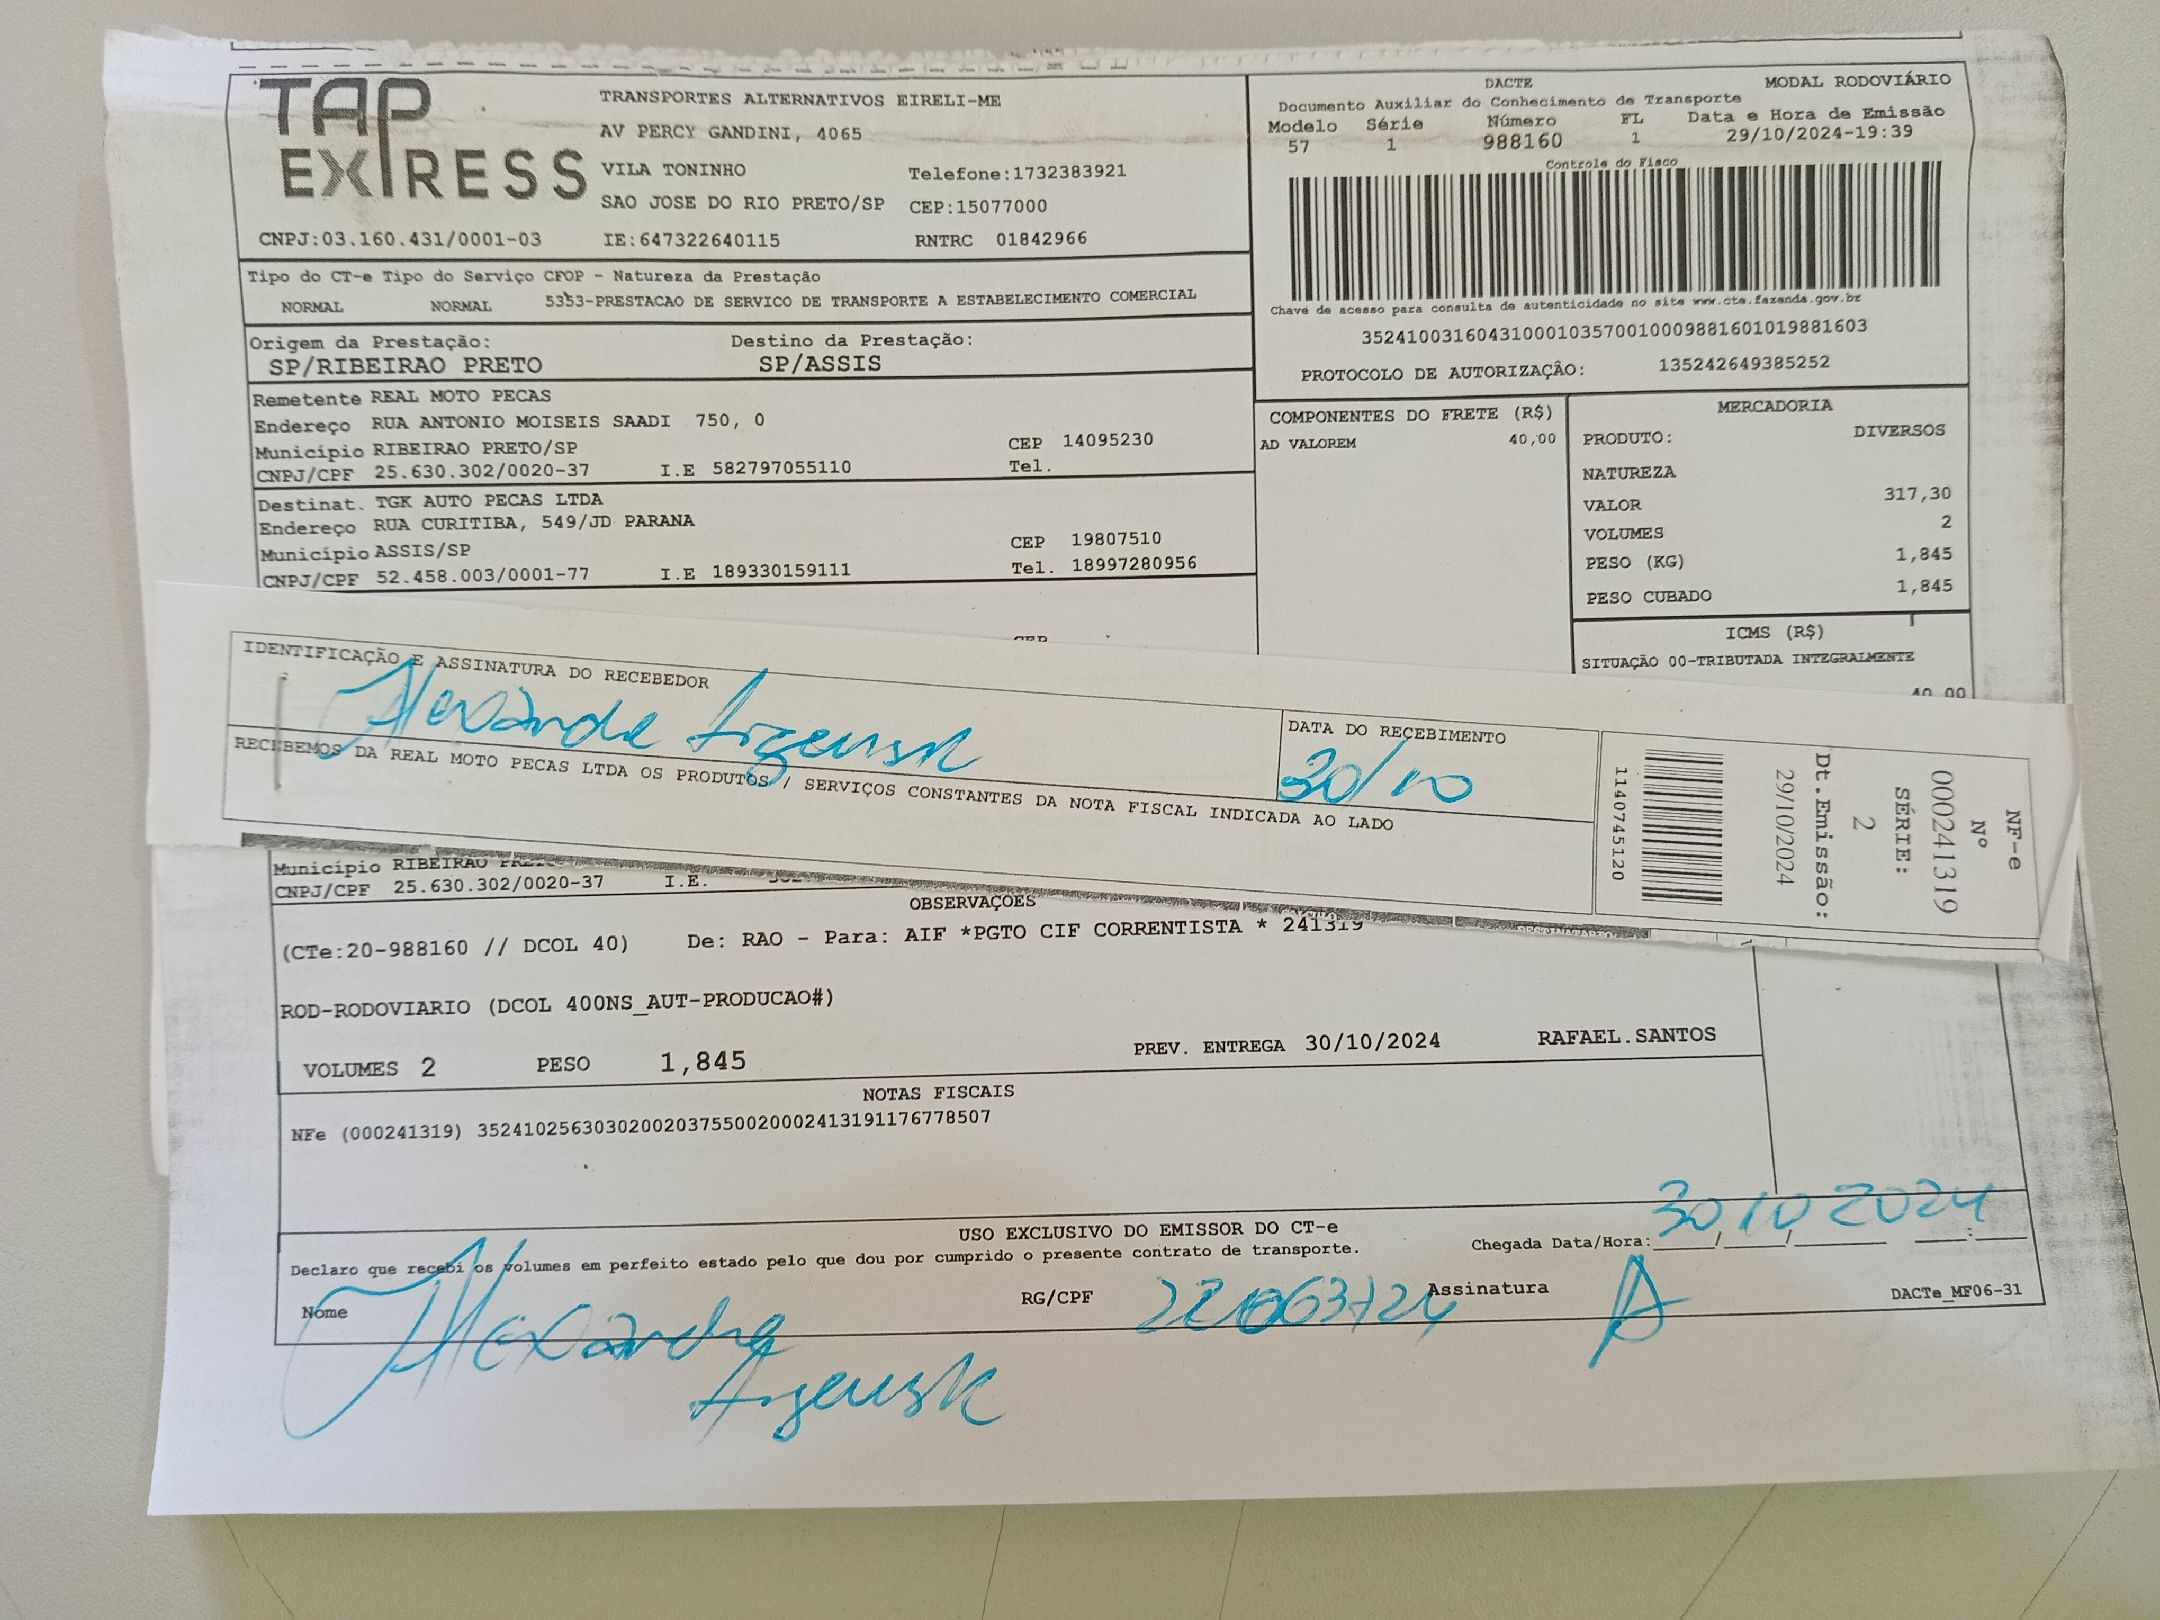 TAP EXPRESS
TRANSPORTES ALTERNATIVOS EIRELI-ME
AV PERCY GANDINI, 4065
VILA TONINHO Telefone:1732383921
SAO JOSE DO RIO PRETO/SP CEP:15077000
CNPJ:03.160.431/0001-03 IE:647322640115 RNTRC 01842966
DACTE MODAL RODOVIÁRIO
Documento Auxiliar do Conhecimento de Transporte
Modelo Série Número FL Data e Hora de Emissão
57 1 988160 1 29/10/2024-19:39
Controle do Fisco
Chave de acesso para consulta de autenticidade no site www.cte.fazenda.gov.br
35241003160431000103570010009881601019881603
PROTOCOLO DE AUTORIZAÇÂO: 135242649385252
Tipo do CT-e Tipo do Serviço CFOP - Natureza da Prestação
NORMAL NORMAL 5353-PRESTACAO DE SERVICO DE TRANSPORTE A ESTABELECIMENTO COMERCIAL
Origem da Prestação: Destino da Prestação:
SP/RIBEIRAO PRETO SP/ASSIS
Remetente REAL MOTO PECAS
Endereço RUA ANTONIO MOISEIS SAADI 750, 0
Município RIBEIRAO PRETO/SP CEP 14095230
CNPJ/CPF 25.630.302/0020-37 I.E 582797055110 Tel.
Destinat. TGK AUTO PECAS LTDA
Endereço RUA CURITIBA, 549/JD PARANA
Município ASSIS/SP CEP 19807510
CNPJ/CPF 52.458.003/0001-77 I.E 189330159111 Tel. 18997280956
COMPONENTES DO FRETE (R$)
AD VALOREM 40,00
MERCADORIA
PRODUTO: DIVERSOS
NATUREZA
VALOR 317,30
VOLUMES 2
PESO (KG) 1,845
PESO CUBADO 1,845
ICMS (R$)
SITUAÇÃO 00-TRIBUTADA INTEGRALMENTE
40,00
IDENTIFICAÇÃO E ASSINATURA DO RECEBEDOR
Alexandre
DATA DO RECEBIMENTO
30/10
RECEBEMOS DA REAL MOTO PECAS LTDA OS PRODUTOS / SERVIÇOS CONSTANTES DA NOTA FISCAL INDICADA AO LADO
1140745120
NF-e
Nº
000241319
SÉRIE:
2
Dt.Emissão:
29/10/2024
Município RIBEIRAO
CNPJ/CPF 25.630.302/0020-37 I.E.
OBSERVAÇOES
(CTe:20-988160 // DCOL 40) De: RAO - Para: AIF *PGTO CIF CORRENTISTA * 241319
ROD-RODOVIARIO (DCOL 400NS_AUT-PRODUCAO#)
VOLUMES 2 PESO 1,845 PREV. ENTREGA 30/10/2024 RAFAEL.SANTOS
NOTAS FISCAIS
NFe (000241319) 35241025630302002037550020002413191176778507
USO EXCLUSIVO DO EMISSOR DO CT-e
Declaro que recebi os volumes em perfeito estado pelo que dou por cumprido o presente contrato de transporte.
Chegada Data/Hora: 30/10/2024
Nome Alexandre
RG/CPF
Assinatura
DACTe_MF06-31